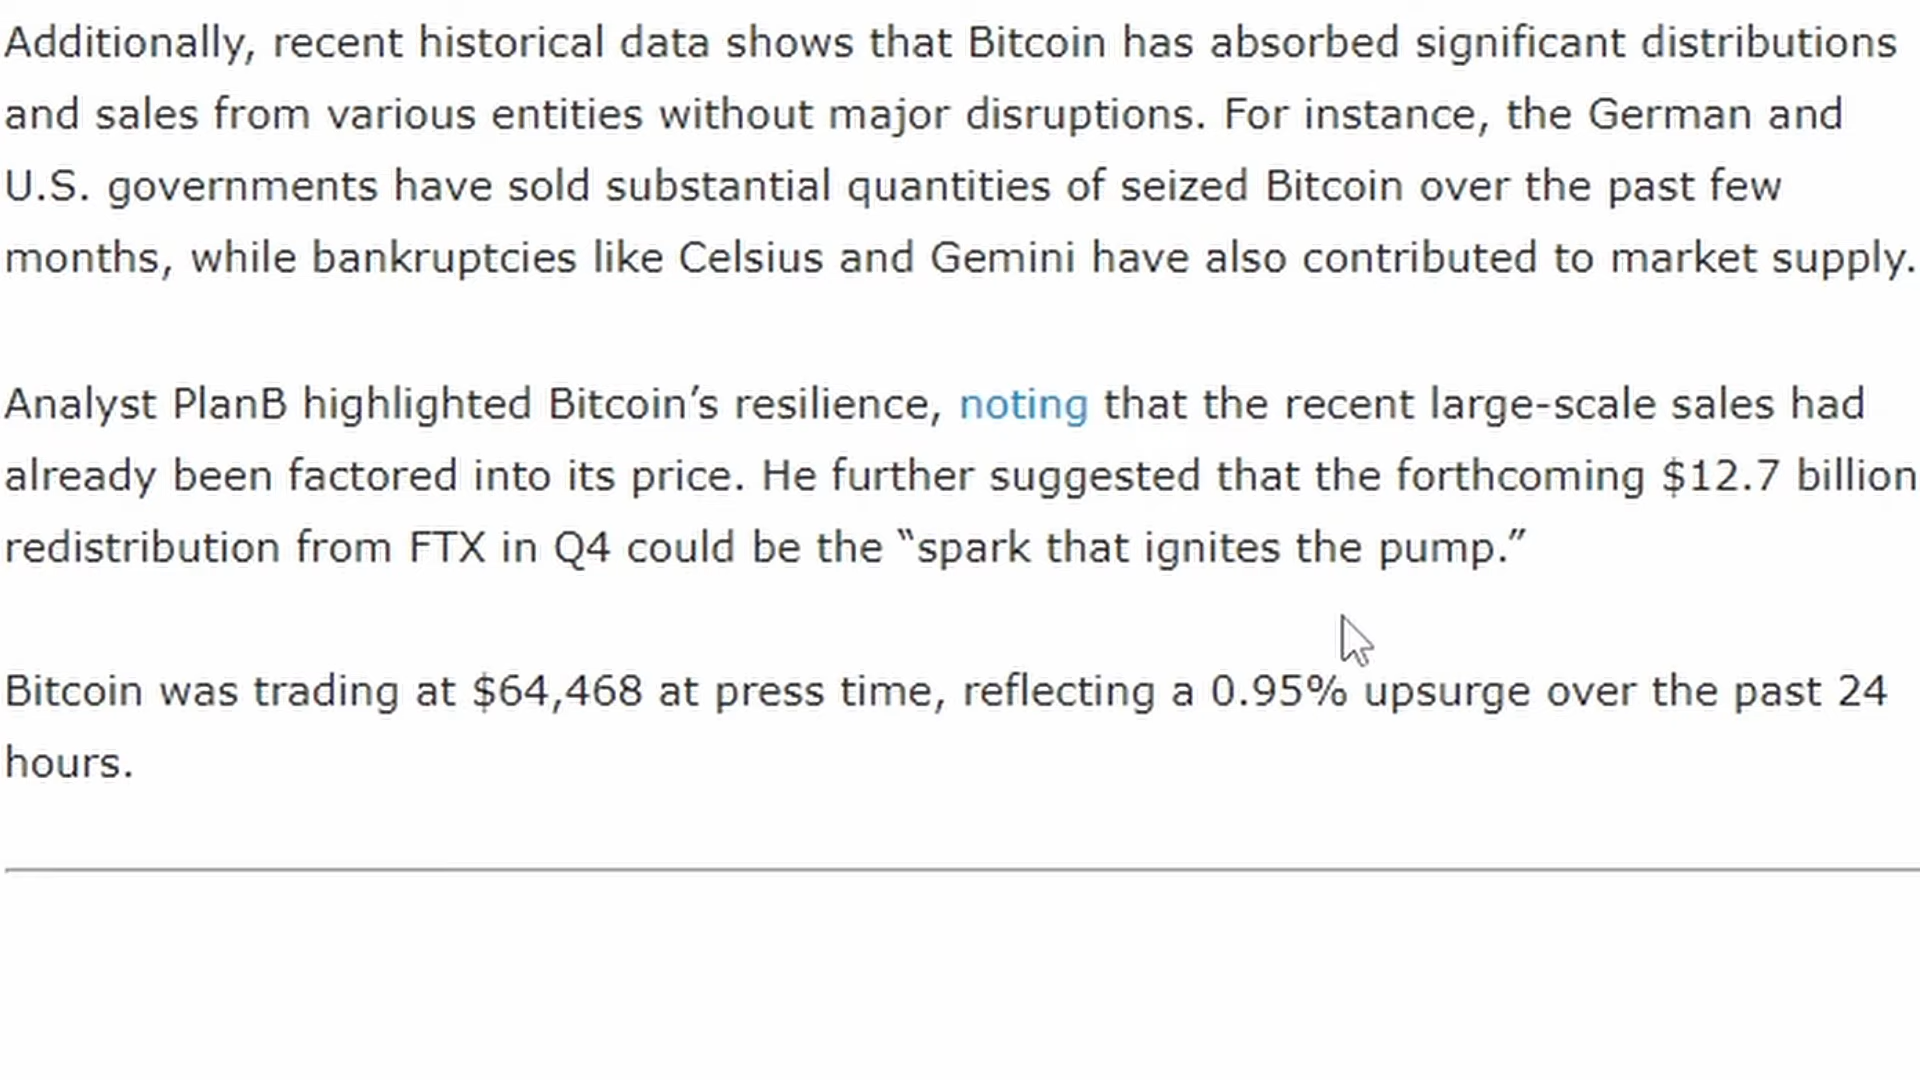 Additionally, recent historical data shows that Bitcoin has absorbed significant distributions
and sales from various entities without major disruptions. For instance, the German and
U.S. governments have sold substantial quantities of seized Bitcoin over the past few
months, while bankruptcies like Celsius and Gemini have also contributed to market supply.
Analyst PlanB highlighted Bitcoin’s resilience, noting that the recent large-scale sales had
already been factored into its price. He further suggested that the forthcoming $12.7 billion
redistribution from FTX in Q4 could be the “spark that ignites the pump.”
Bitcoin was trading at $64,468 at press time, reflecting a 0.95% upsurge over the past 24
hours.